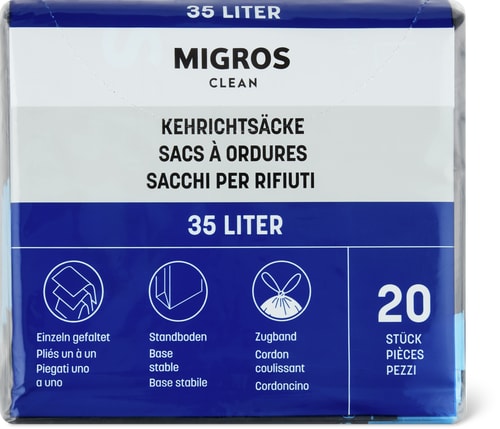 35 LITER
MIGROS
CLEAN
KEHRICHTSÄCKE
SACS À ORDURES
SACCHI PER RIFIUTI
35 LITER
Einzeln gefaltet
Pliés un à un
Piegati uno
a uno
Standboden
Base
stable
Base stabile
Zugband
Cordon
coulissant
Cordoncino
20
STÜCK
PIÈCES
PEZZI